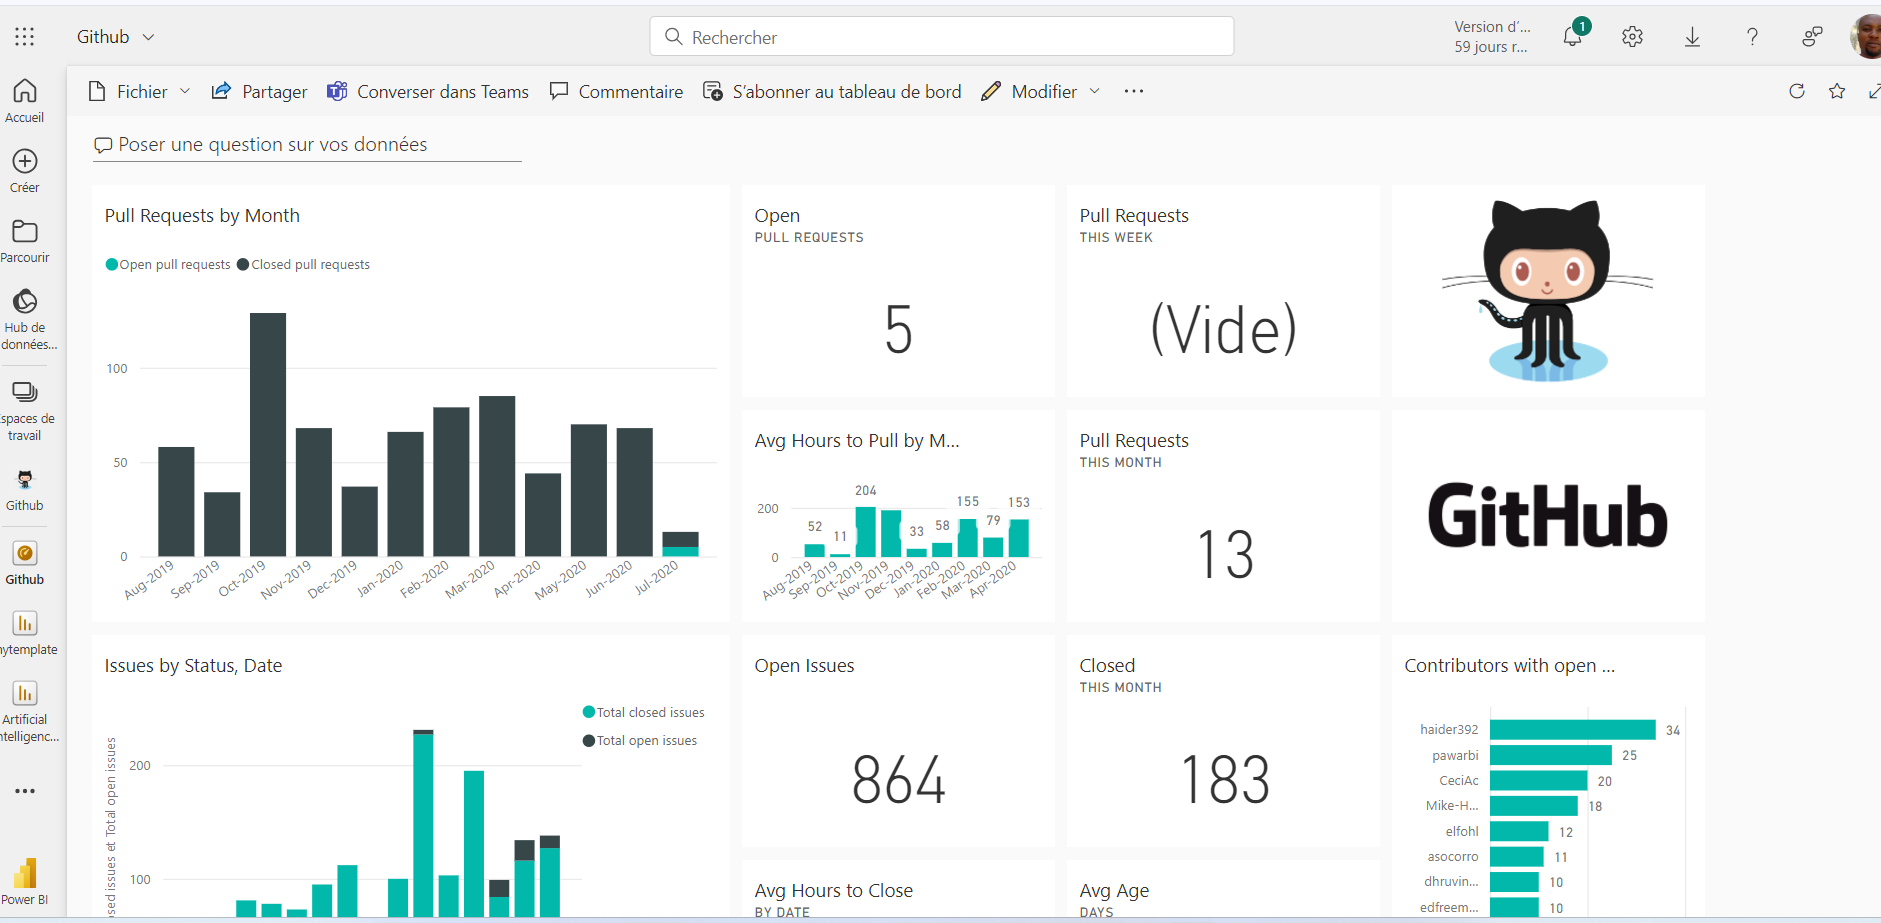 Github
Rechercher
Version d'...
59 jours r...
1
Accueil
Créer
Parcourir
Hub de
données...
spaces de
travail
Github
Github
mytemplate
Artificial
ntelligenc...
Power BI
Fichier
Partager
Converser dans Teams
Commentaire
S'abonner au tableau de bord
Modifier
Poser une question sur vos données
Pull Requests by Month
Open pull requests
Closed pull requests
100
50
0
Aug-2019
Sep-2019
Oct-2019
Nov-2019
Dec-2019
Jan-2020
Feb-2020
Mar-2020
Apr-2020
May-2020
Jun-2020
Jul-2020
Open
PULL REQUESTS
5
Pull Requests
THIS WEEK
(Vide)
Avg Hours to Pull by M...
200
0
52
11
204
33
58
155
79
153
Aug-2019
Sep-2019
Oct-2019
Nov-2019
Dec-2019
Jan-2020
Feb-2020
Mar-2020
Apr-2020
Pull Requests
THIS MONTH
13
GitHub
Issues by Status, Date
Total closed issues
Total open issues
osed issues et Total open issues
200
100
Open Issues
864
Closed
THIS MONTH
183
Contributors with open ...
haider392 34
pawarbi 25
CeciAc 20
Mike-H... 18
elfohl 12
asocorro 11
dhruvin... 10
edfreem... 10
Avg Hours to Close
BY DATE
Avg Age
DAYS